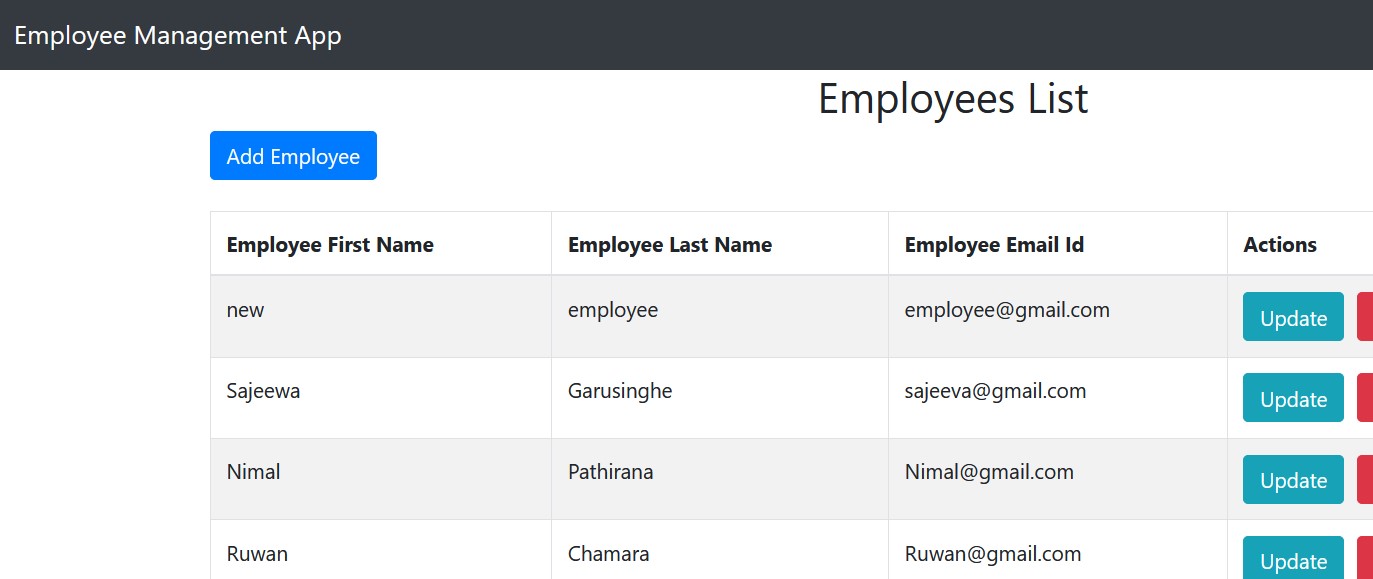 Employee Management App
Employees List
Add Employee
Employee First Name Employee Last Name Employee Email Id Actions
new employee employee@gmail.com Update
Sajeewa Garusinghe sajeeva@gmail.com Update
Nimal Pathirana Nimal@gmail.com Update
Ruwan Chamara Ruwan@gmail.com Update